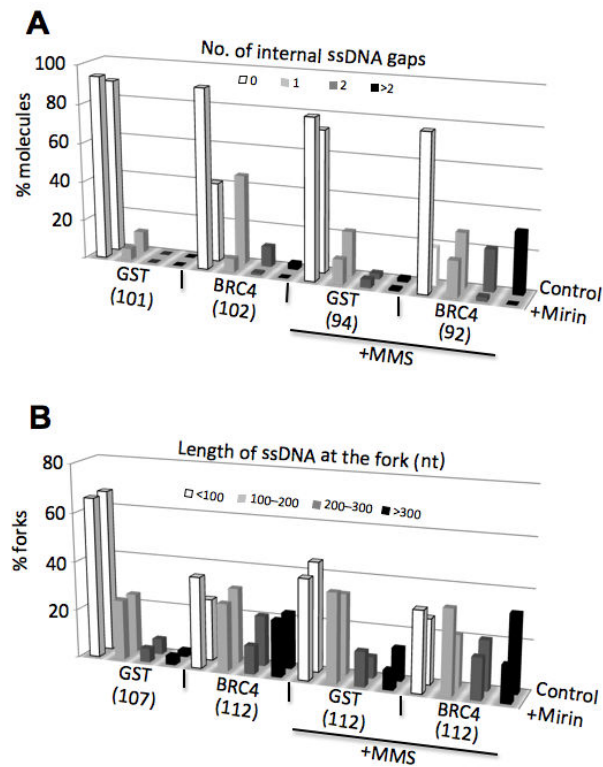 A
No. of internal ssDNA gaps
0 1 2 >2
% molecules
100
80
60
40
20
GST
(101)
BRC4
(102)
GST
(94)
BRC4
(92)
Control
+Mirin
+MMS
B
Length of ssDNA at the fork (nt)
<100 100–200 200–300 >300
% forks
80
60
40
20
GST
(107)
BRC4
(112)
GST
(112)
BRC4
(112)
Control
+Mirin
+MMS